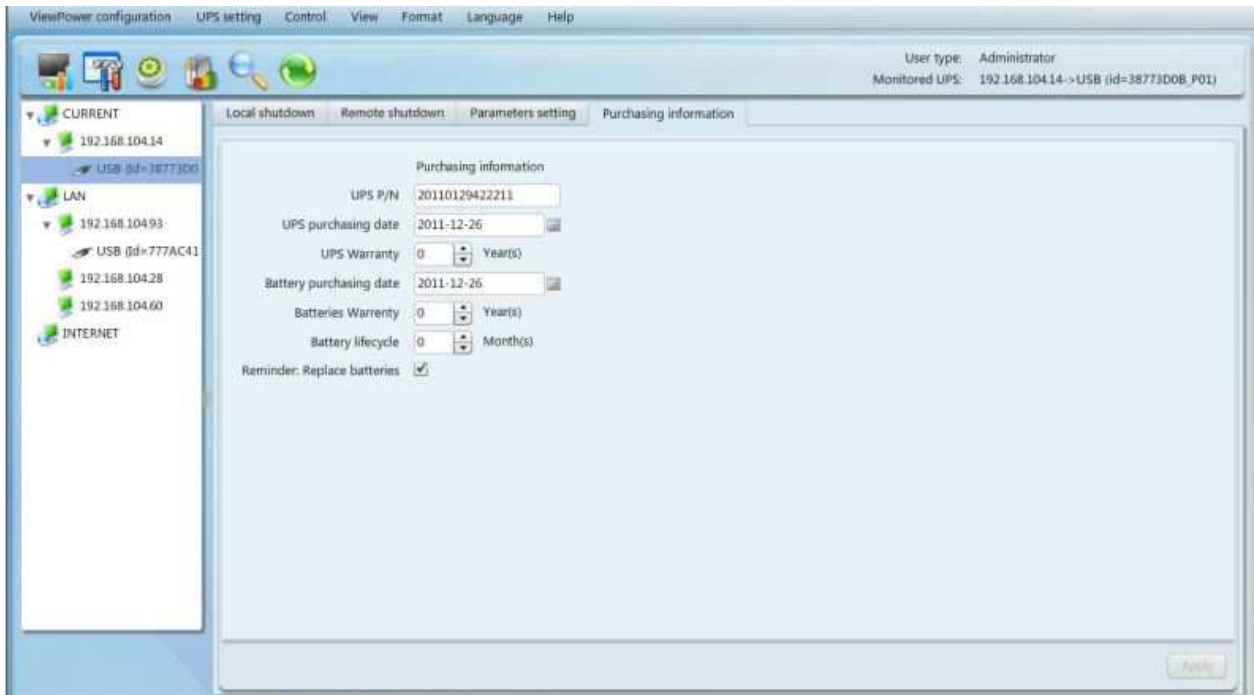 ViewPower configuration UPS setting Control View Format Language Help
User type: Administrator
Monitored UPS: 192.168.104.14->USB (id=38773D0B_P01)
CURRENT
192.168.104.14
USB (id=38773D0
LAN
192.168.104.93
USB (id=777AC41
192.168.104.28
192.168.104.60
INTERNET
Local shutdown Remote shutdown Parameters setting Purchasing information
Purchasing information
UPS P/N 20110129422211
UPS purchasing date 2011-12-26
UPS Warranty 0 Year(s)
Battery purchasing date 2011-12-26
Batteries Warrenty 0 Year(s)
Battery lifecycle 0 Month(s)
Reminder: Replace batteries
Apply